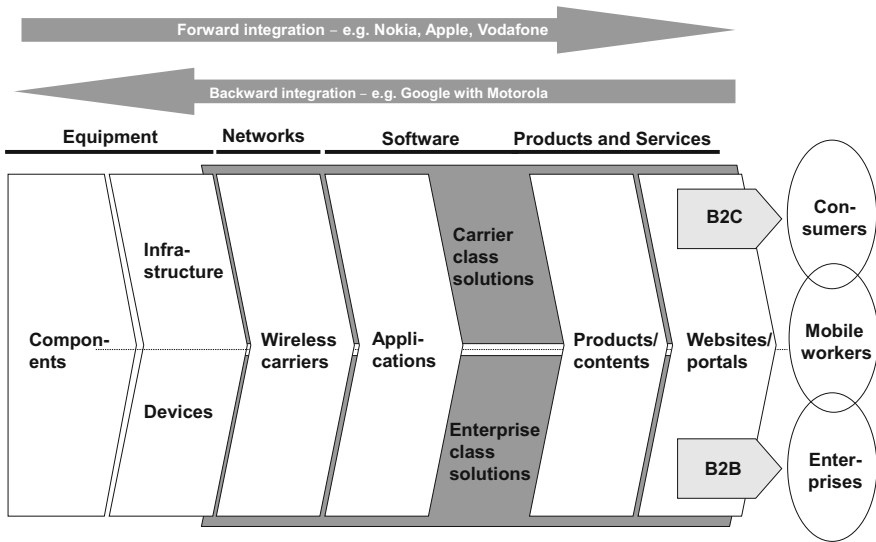 Forward integration – e.g. Nokia, Apple, Vodafone
Backward integration – e.g. Google with Motorola
Equipment
Networks
Software
Products and Services
Compon-
ents
Infra-
structure
Devices
Wireless
carriers
Appli-
cations
Carrier
class
solutions
Enterprise
class
solutions
Products/
contents
Websites/
portals
B2C
B2B
Con-
sumers
Mobile
workers
Enter-
prises